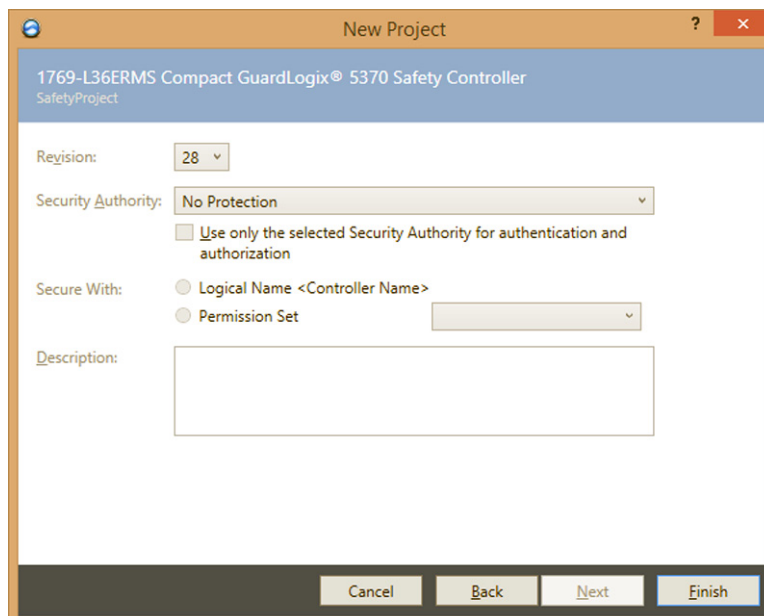 New Project
?
1769-L36ERMS Compact GuardLogix® 5370 Safety Controller
SafetyProject
Revision:
28
Security Authority:
No Protection
Use only the selected Security Authority for authentication and
authorization
Secure With:
Logical Name <Controller Name>
Permission Set
Description:
Cancel
Back
Next
Finish